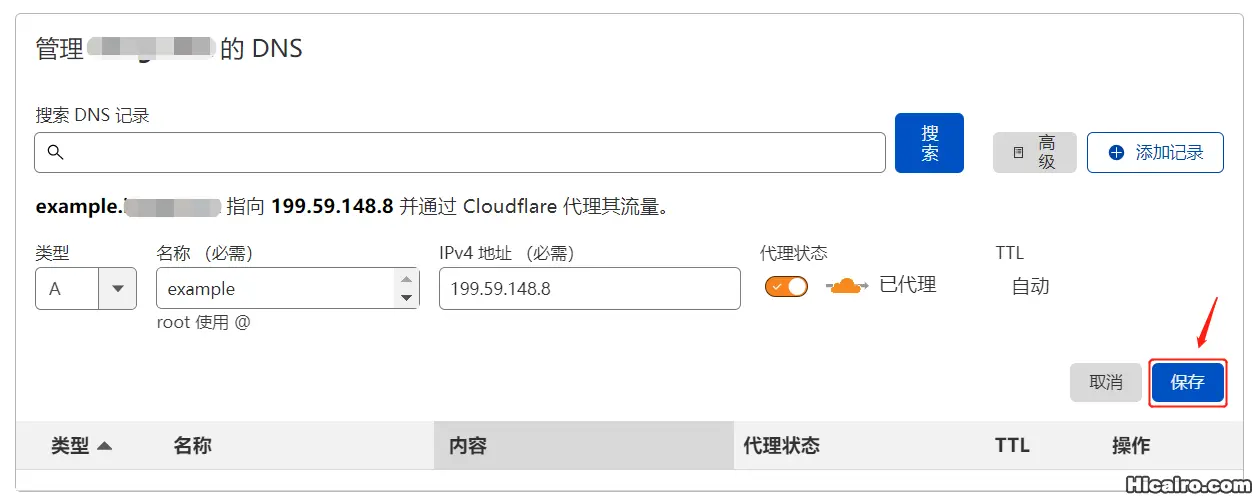 管理 的 DNS
搜索 DNS 记录
搜索
高级
添加记录
example. 指向 199.59.148.8 并通过 Cloudflare 代理其流量。
类型 名称 (必需) IPv4 地址 (必需) 代理状态 TTL
A example 199.59.148.8 已代理 自动
root 使用 @
取消 保存
类型 名称 内容 代理状态 TTL 操作
Hicairo.com